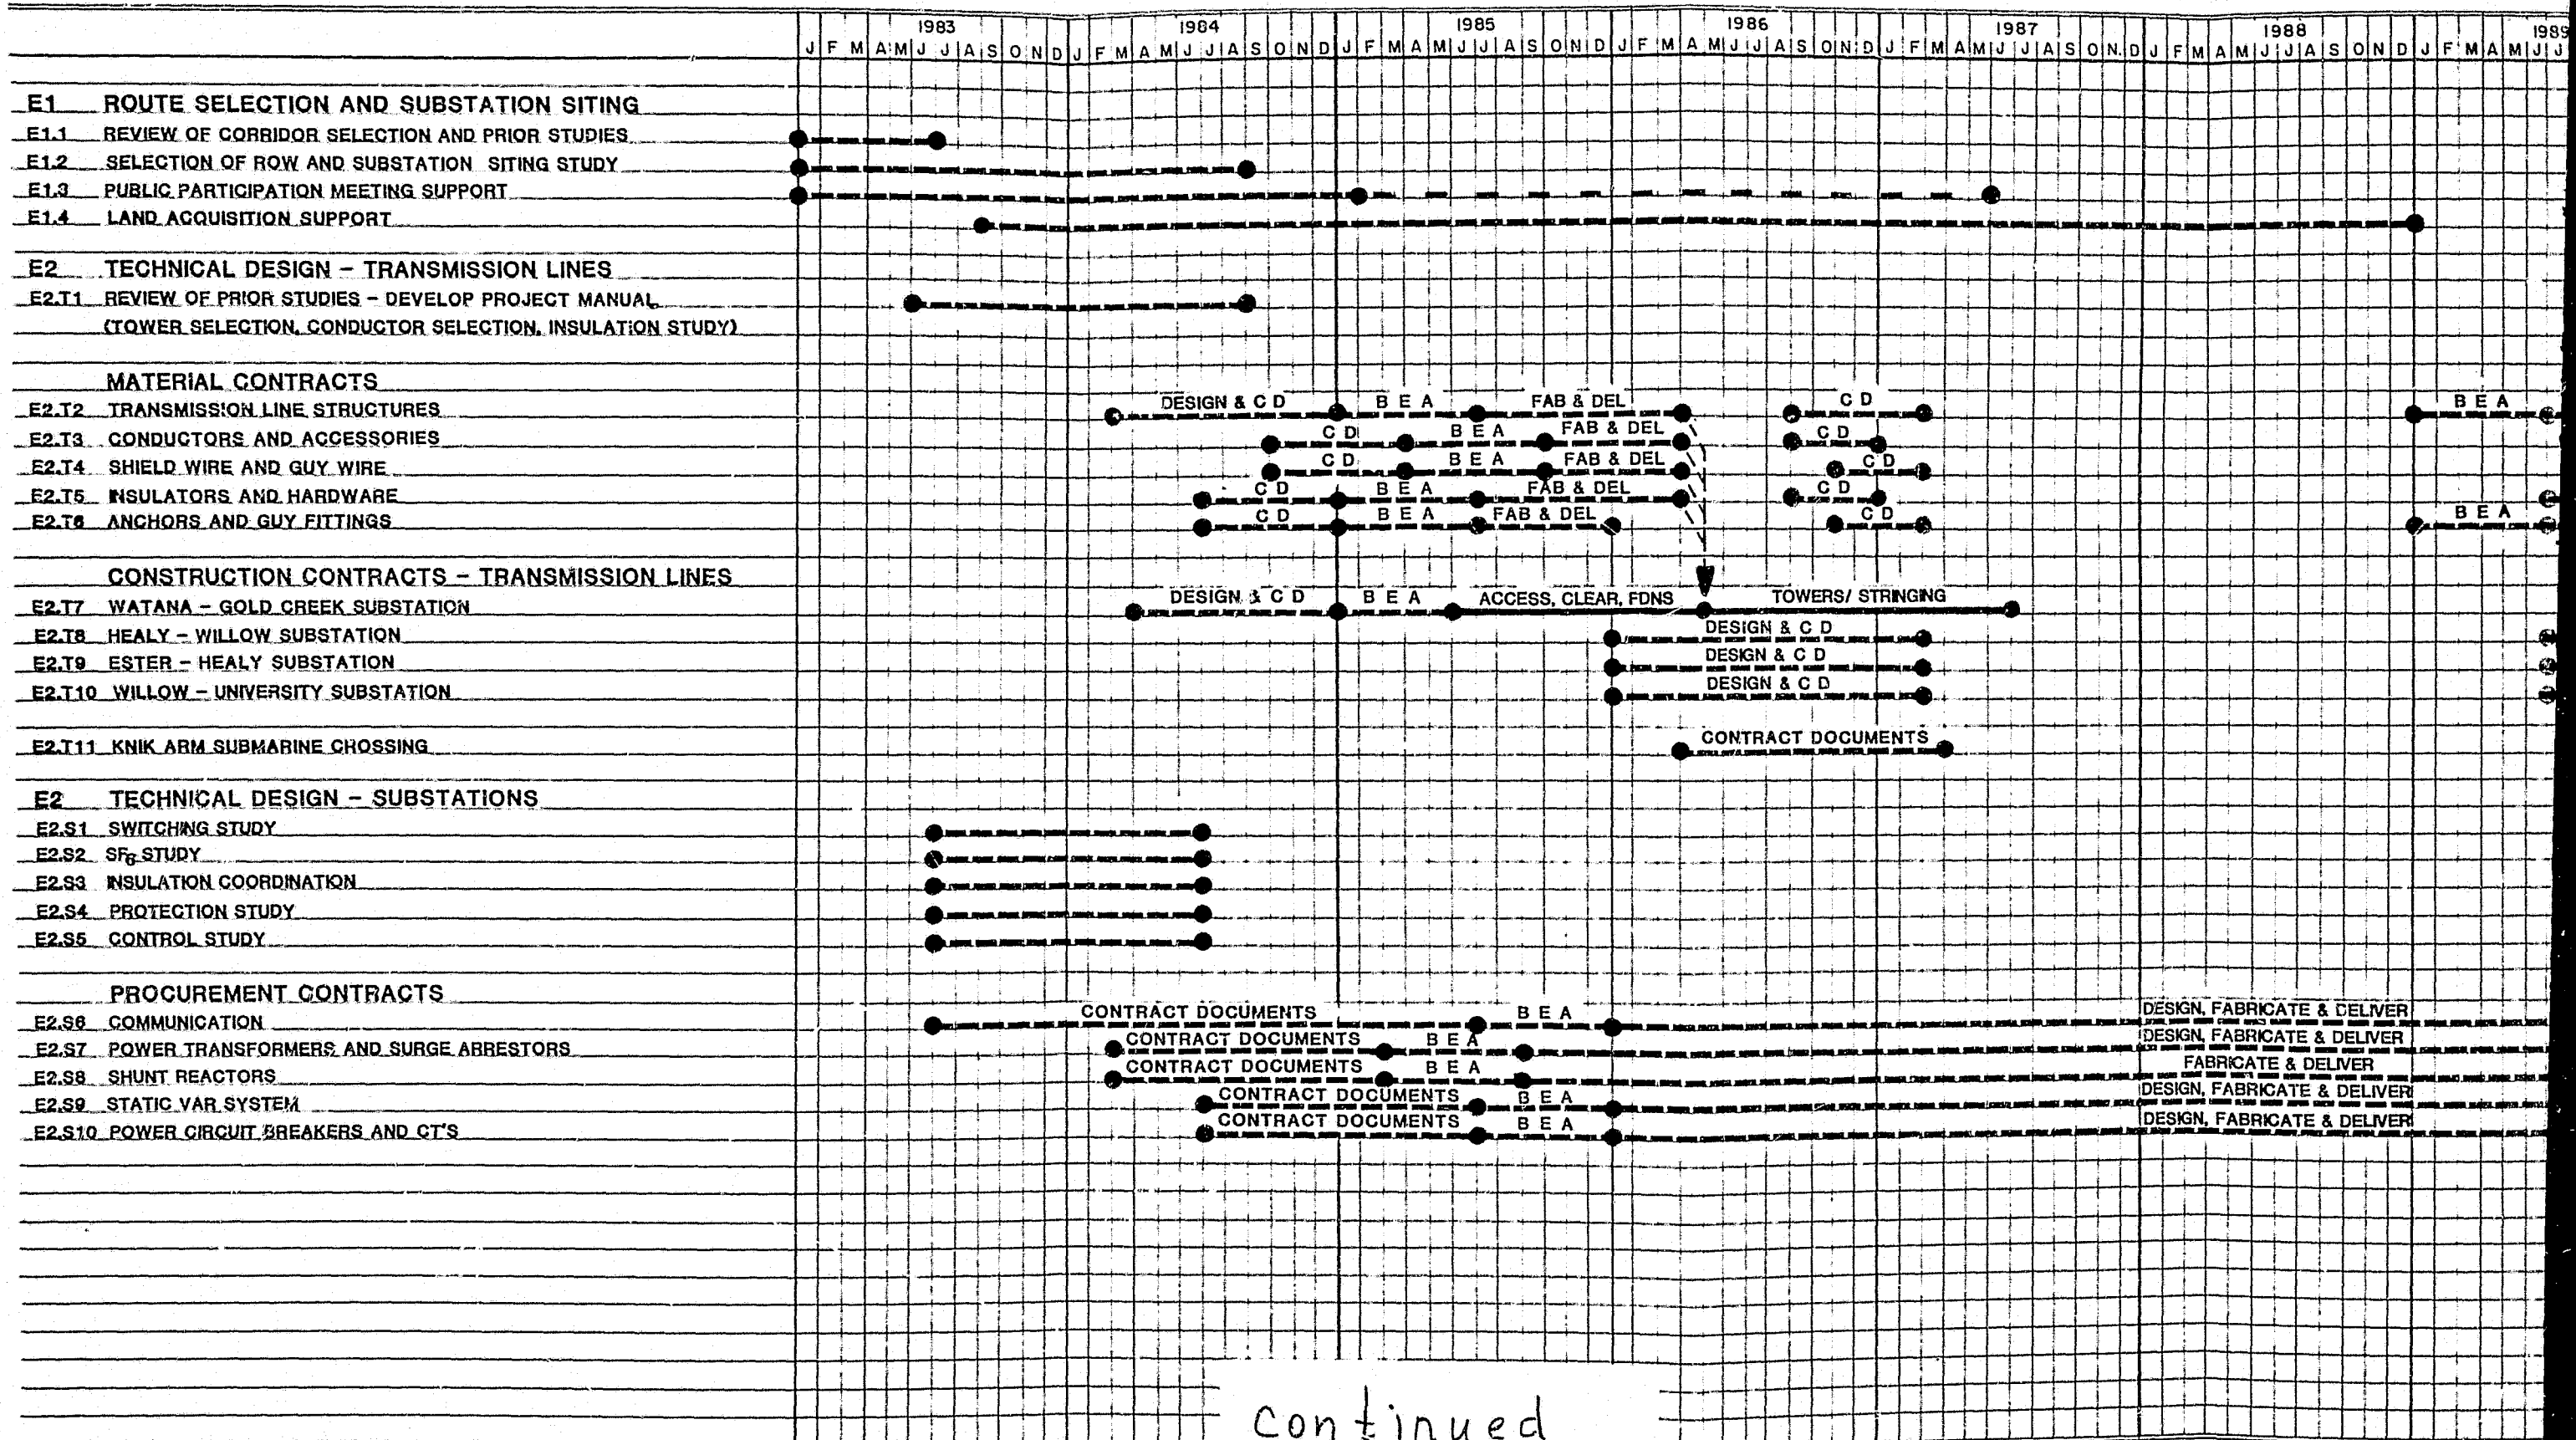 1983 1984 1985 1986 1987 1988 1989
J F M A M J J A S O N D J F M A M J J A S O N D J F M A M J J A S O N D J F M A M J J A S O N D J F M A M J J A S O N D J F M A M J J A S O N D J F M A M J J
E1 ROUTE SELECTION AND SUBSTATION SITING
E1.1 REVIEW OF CORRIDOR SELECTION AND PRIOR STUDIES
E1.2 SELECTION OF ROW AND SUBSTATION SITING STUDY
E1.3 PUBLIC PARTICIPATION MEETING SUPPORT
E1.4 LAND ACQUISITION SUPPORT
E2 TECHNICAL DESIGN - TRANSMISSION LINES
E2.T1 REVIEW OF PRIOR STUDIES - DEVELOP PROJECT MANUAL
(TOWER SELECTION, CONDUCTOR SELECTION, INSULATION STUDY)
MATERIAL CONTRACTS
E2.T2 TRANSMISSION LINE STRUCTURES DESIGN & C D B E A FAB & DEL C D B E A
E2.T3 CONDUCTORS AND ACCESSORIES C D B E A FAB & DEL C D
E2.T4 SHIELD WIRE AND GUY WIRE C D B E A FAB & DEL C D
E2.T5 INSULATORS AND HARDWARE C D B E A FAB & DEL C D
E2.T6 ANCHORS AND GUY FITTINGS C D B E A FAB & DEL C D B E A
CONSTRUCTION CONTRACTS - TRANSMISSION LINES
E2.T7 WATANA - GOLD CREEK SUBSTATION DESIGN & C D B E A ACCESS, CLEAR, FDNS TOWERS/ STRINGING
E2.T8 HEALY - WILLOW SUBSTATION DESIGN & C D
E2.T9 ESTER - HEALY SUBSTATION DESIGN & C D
E2.T10 WILLOW - UNIVERSITY SUBSTATION DESIGN & C D
E2.T11 KNIK ARM SUBMARINE CROSSING CONTRACT DOCUMENTS
E2 TECHNICAL DESIGN - SUBSTATIONS
E2.S1 SWITCHING STUDY
E2.S2 SF6 STUDY
E2.S3 INSULATION COORDINATION
E2.S4 PROTECTION STUDY
E2.S5 CONTROL STUDY
PROCUREMENT CONTRACTS
E2.S6 COMMUNICATION CONTRACT DOCUMENTS B E A DESIGN, FABRICATE & DELIVER
E2.S7 POWER TRANSFORMERS AND SURGE ARRESTORS CONTRACT DOCUMENTS B E A DESIGN, FABRICATE & DELIVER
E2.S8 SHUNT REACTORS CONTRACT DOCUMENTS B E A FABRICATE & DELIVER
E2.S9 STATIC VAR SYSTEM CONTRACT DOCUMENTS B E A DESIGN, FABRICATE & DELIVER
E2.S10 POWER CIRCUIT BREAKERS AND CT'S CONTRACT DOCUMENTS B E A DESIGN, FABRICATE & DELIVER
continued